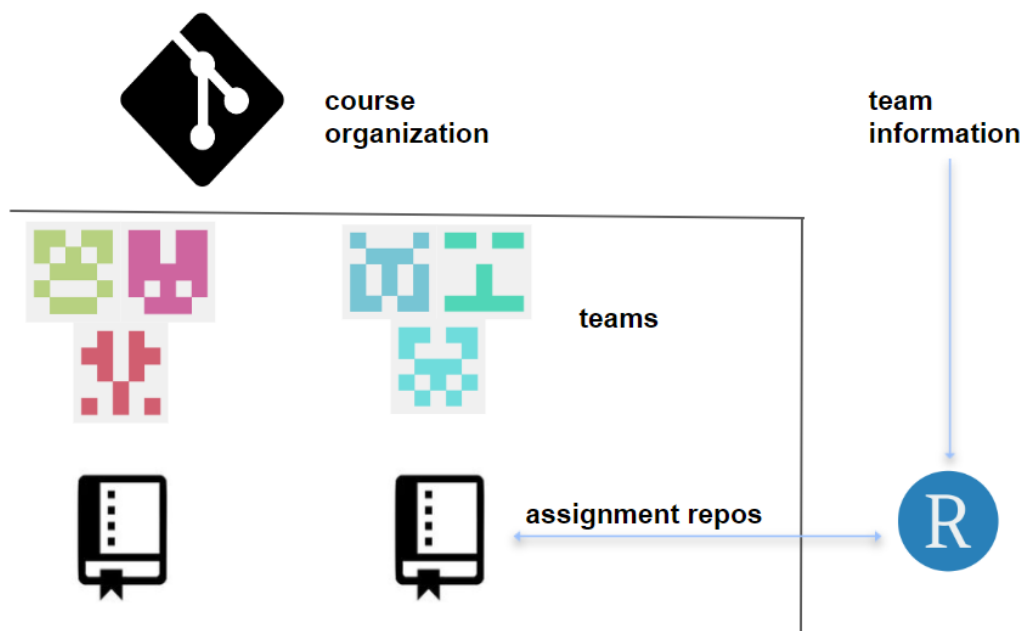 course
organization
team
information
teams
assignment repos
R